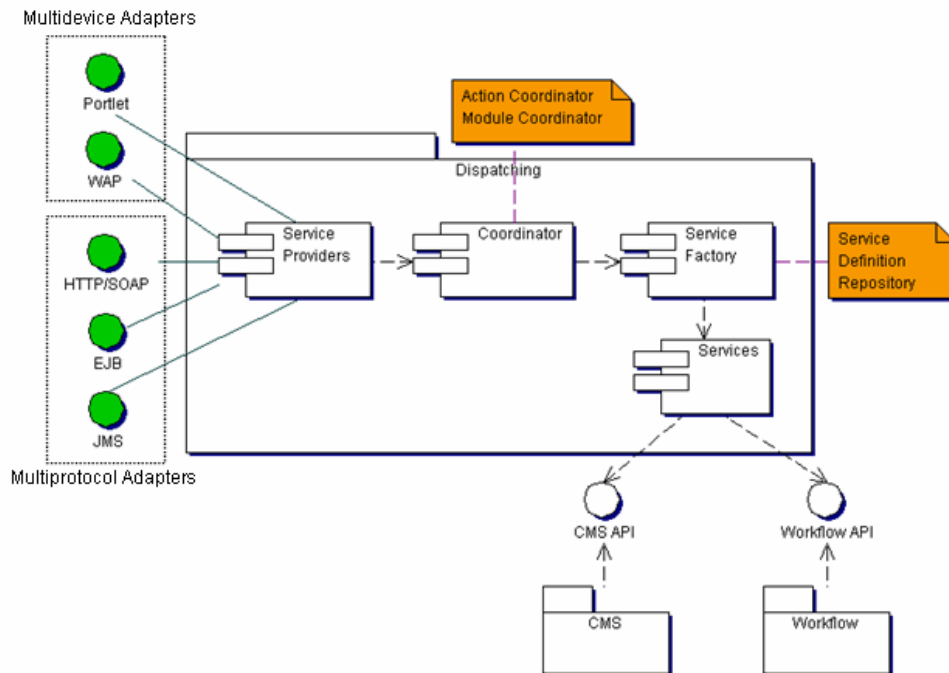 Multidevice Adapters
Portlet
WAP
HTTP/SOAP
EJB
JMS
Multiprotocol Adapters
Action Coordinator
Module Coordinator
Dispatching
Service
Providers
Coordinator
Service
Factory
Service
Definition
Repository
Services
CMS API
Workflow API
CMS
Workflow